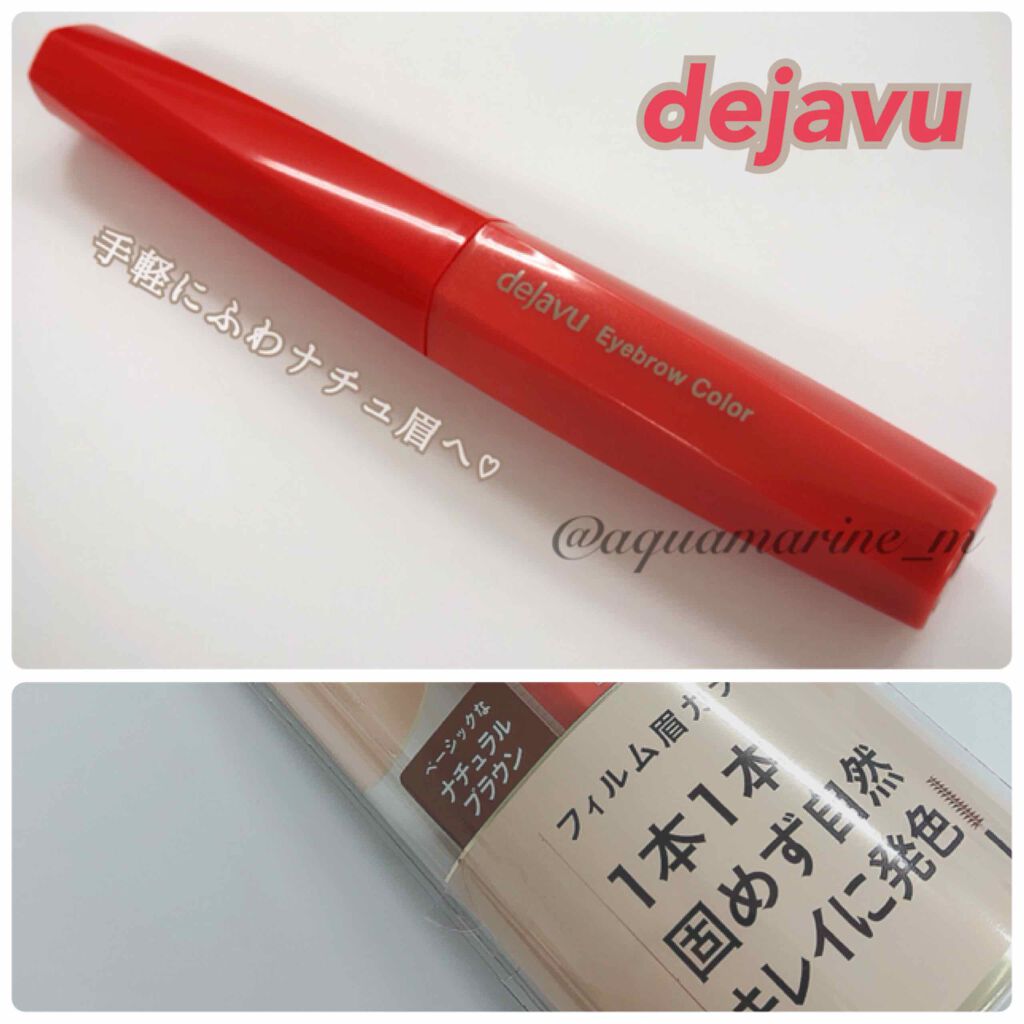 dejavu
手軽にふわナチュ眉へ♡
dejavu Eyebrow Color
@aquamarine_m
ベーシックな
ナチュラル
ブラウン
フィルム眉カラ
1本1本
固めず自然
キレイに発色